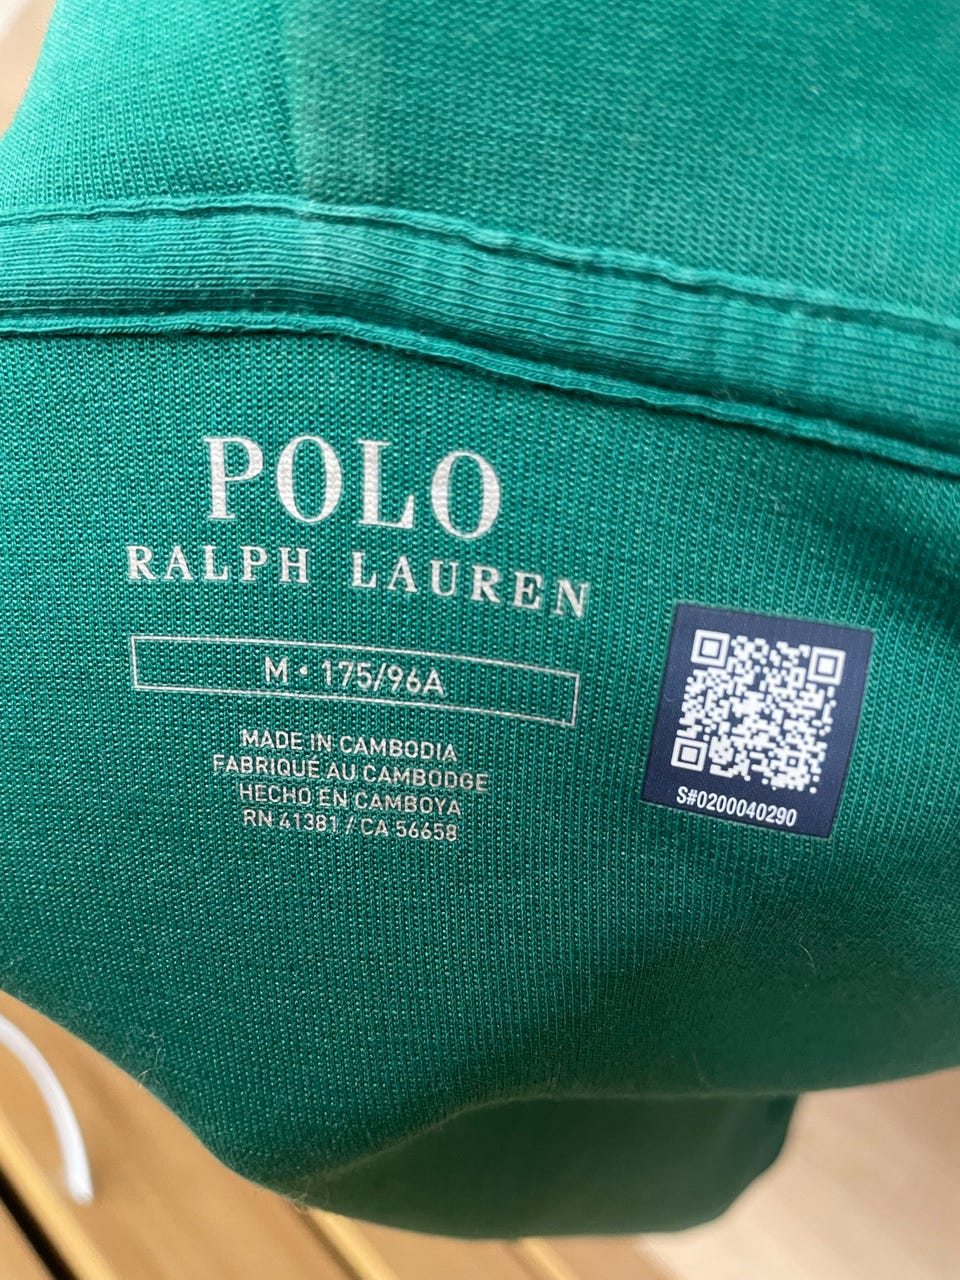 POLO
RALPH LAUREN
M • 175/96A
MADE IN CAMBODIA
FABRIQUÉ AU CAMBODGE
HECHO EN CAMBOYA
RN 41381 / CA 56658
S#0200040290